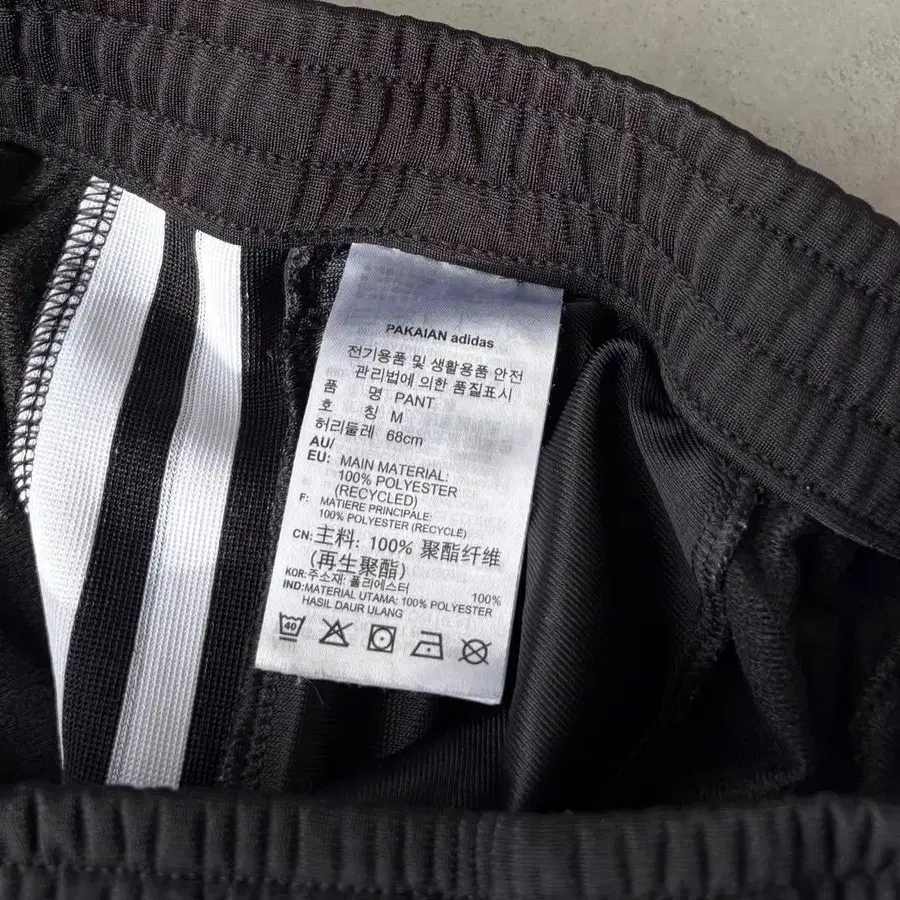 PAKAIAN adidas
전기용품 및 생활용품 안전
관리법에 의한 품질표시
품 명 PANT
호 칭 M
허리둘레 68cm
AU/
EU: MAIN MATERIAL:
100% POLYESTER
(RECYCLED)
F: MATIERE PRINCIPALE:
100% POLYESTER (RECYCLÉ)
CN: 主料: 100% 聚酯纤维
(再生聚酯)
KOR: 주소재: 폴리에스터 100%
IND: MATERIAL UTAMA: 100% POLYESTER
HASIL DAUR ULANG
40